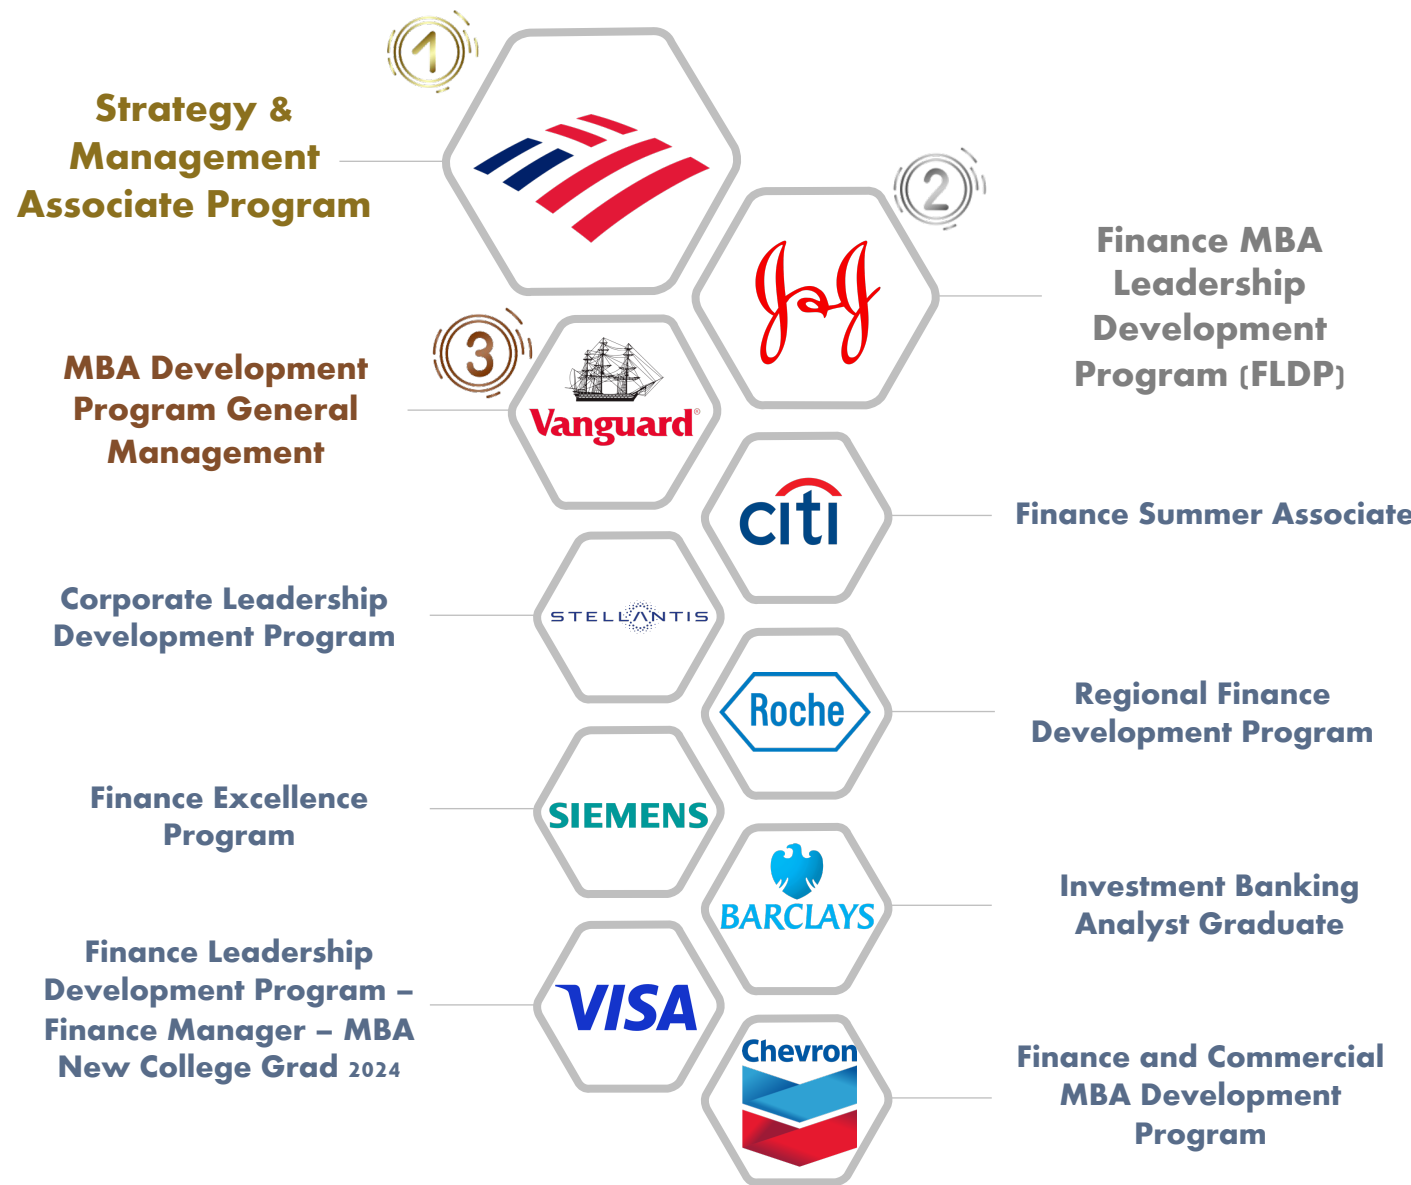 1
Strategy &
Management
Associate Program
2
J&J
Finance MBA
Leadership
Development
Program (FLDP)
3
MBA Development
Program General
Management
Vanguard®
citi
Finance Summer Associate
Corporate Leadership
Development Program
STELLANTIS
Roche
Regional Finance
Development Program
Finance Excellence
Program
SIEMENS
BARCLAYS
Investment Banking
Analyst Graduate
Finance Leadership
Development Program –
Finance Manager – MBA
New College Grad 2024
VISA
Chevron
Finance and Commercial
MBA Development
Program